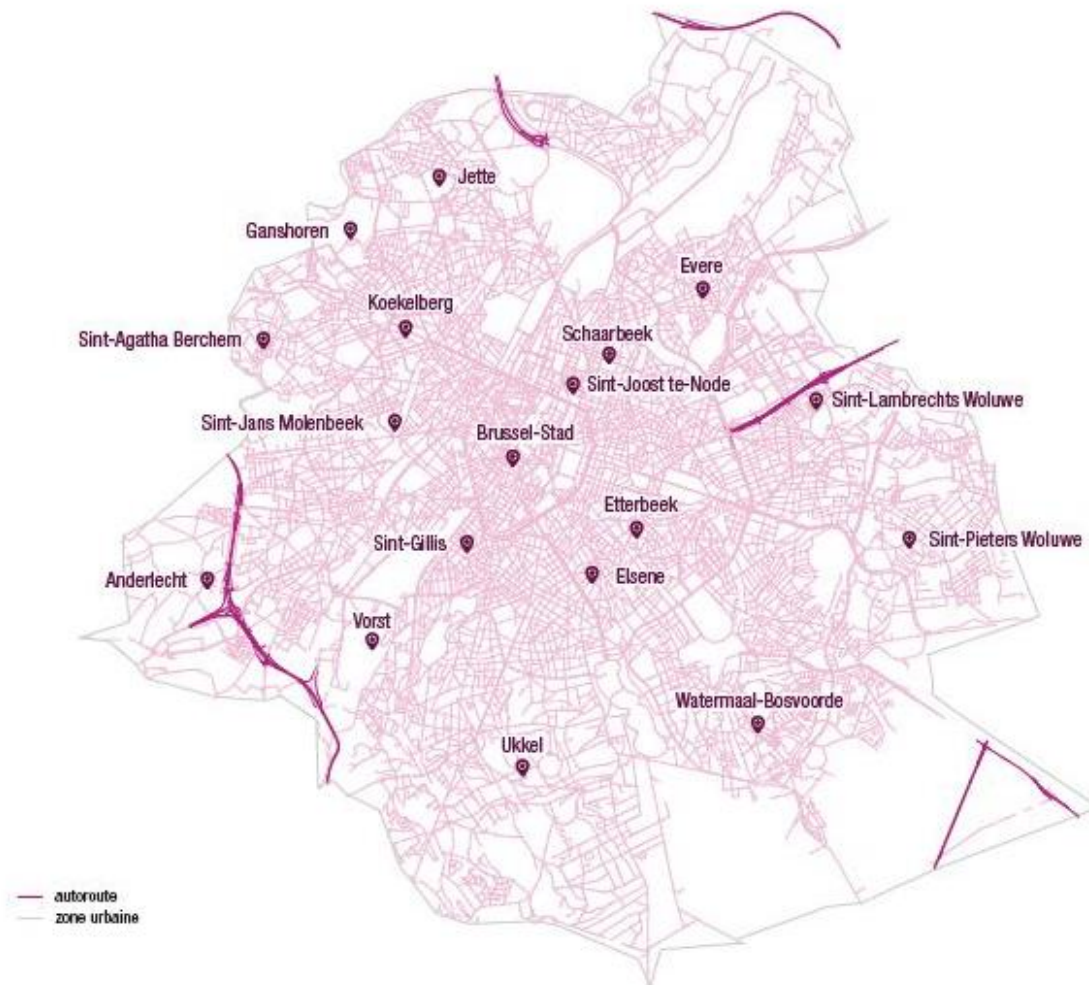 Jette
Ganshoren
Evere
Koekelberg
Schaarbeek
Sint-Agatha Berchem
Sint-Joost te-Node
Sint-Lambrechts Woluwe
Sint-Jans Molenbeek
Brussel-Stad
Etterbeek
Sint-Gillis
Sint-Pieters Woluwe
Elsene
Anderlecht
Vorst
Watermaal-Bosvoorde
Ukkel
autoroute
zone urbaine